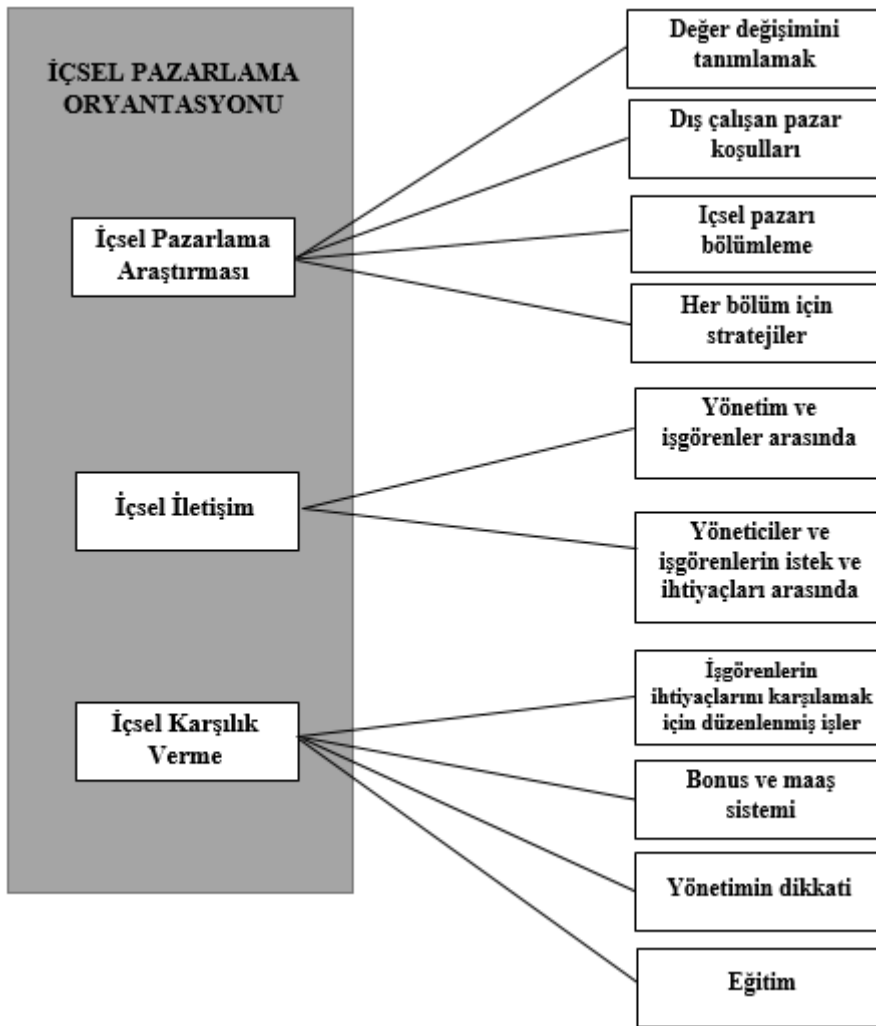 İÇSEL PAZARLAMA
ORYANTASYONU
İçsel Pazarlama
Araştırması
Değer değişimini
tanımlamak
Dış çalışan pazar
koşulları
Içsel pazarı
bölümleme
Her bölüm için
stratejiler
İçsel İletişim
Yönetim ve
işgörenler arasında
Yöneticiler ve
işgörenlerin istek ve
ihtiyaçları arasında
İçsel Karşılık
Verme
İşgörenlerin
ihtiyaçlarını karşılamak
için düzenlenmiş işler
Bonus ve maaş
sistemi
Yönetimin dikkati
Eğitim